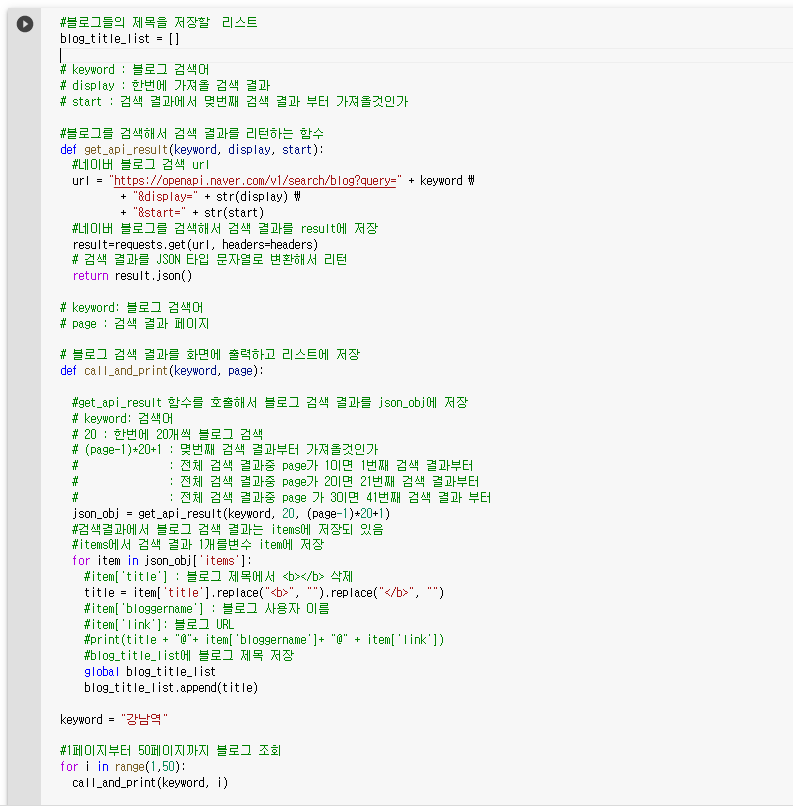 #블로그들의 제목을 저장할  리스트
blog_title_list = []
# keyword : 블로그 검색어
# display : 한번에 가져올 검색 결과
# start : 검색 결과에서 몇번째 검색 결과 부터 가져올것인가
#블로그를 검색해서 검색 결과를 리턴하는 함수
def get_api_result(keyword, display, start):
  #네이버 블로그 검색 url
  url = "https://openapi.naver.com/v1/search/blog?query=" + keyword ₩
        + "&display=" + str(display) ₩
        + "&start=" + str(start)
  #네이버 블로그를 검색해서 검색 결과를 result에 저장
  result=requests.get(url, headers=headers)
  # 검색 결과를 JSON 타입 문자열로 변환해서 리턴
  return result.json()
# keyword: 블로그 검색어
# page : 검색 결과 페이지
# 블로그 검색 결과를 화면에 출력하고 리스트에 저장
def call_and_print(keyword, page):
  #get_api_result 함수를 호출해서 블로그 검색 결과를 json_obj에 저장
  # keyword: 검색어
  # 20 : 한번에 20개씩 블로그 검색
  # (page-1)*20+1 : 몇번째 검색 결과부터 가져올것인가
  #               : 전체 검색 결과중 page가 1이면 1번째 검색 결과부터
  #               : 전체 검색 결과중 page가 2이면 21번째 검색 결과부터
  #               : 전체 검색 결과중 page 가 3이면 41번째 검색 결과 부터
  json_obj = get_api_result(keyword, 20, (page-1)*20+1)
  #검색결과에서 블로그 검색 결과는 items에 저장되 있음
  #items에서 검색 결과 1개를변수 item에 저장
  for item in json_obj['items']:
    #item['title'] : 블로그 제목에서 <b></b> 삭제
    title = item['title'].replace("<b>", "").replace("</b>", "")
    #item['bloggername'] : 블로그 사용자 이름
    #item['link']: 블로그 URL
    #print(title + "@"+ item['bloggername']+ "@" + item['link'])
    #blog_title_list에 블로그 제목 저장
    global blog_title_list
    blog_title_list.append(title)
keyword = "강남역"
#1페이지부터 50페이지까지 블로그 조회
for i in range(1,50):
  call_and_print(keyword, i)